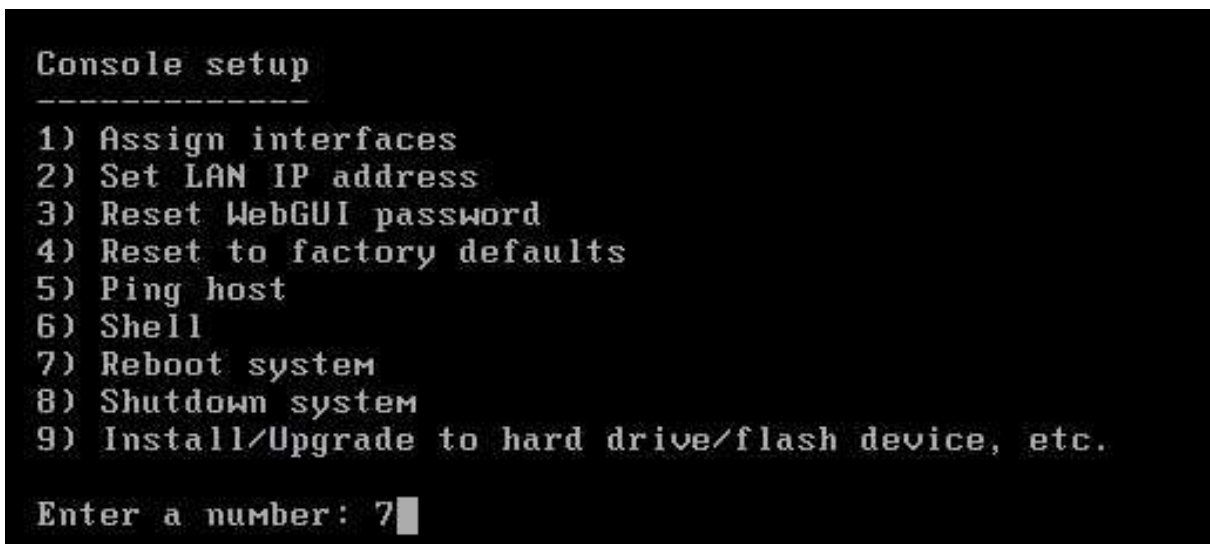 Console setup
-------------
1) Assign interfaces
2) Set LAN IP address
3) Reset WebGUI password
4) Reset to factory defaults
5) Ping host
6) Shell
7) Reboot system
8) Shutdown system
9) Install/Upgrade to hard drive/flash device, etc.
Enter a number: 7